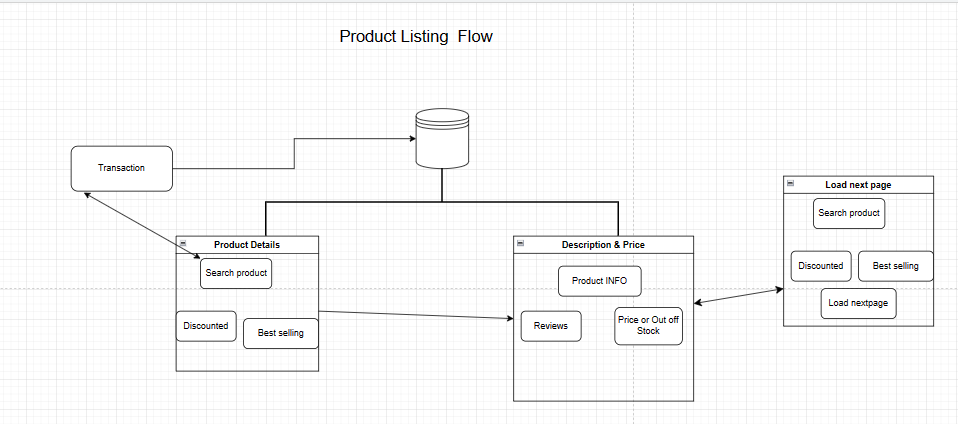 Product Listing  Flow
Transaction
Product Details
Search product
Discounted
Best selling
Description & Price
Product INFO
Reviews
Price or Out off
Stock
Load next page
Search product
Discounted
Best selling
Load nextpage